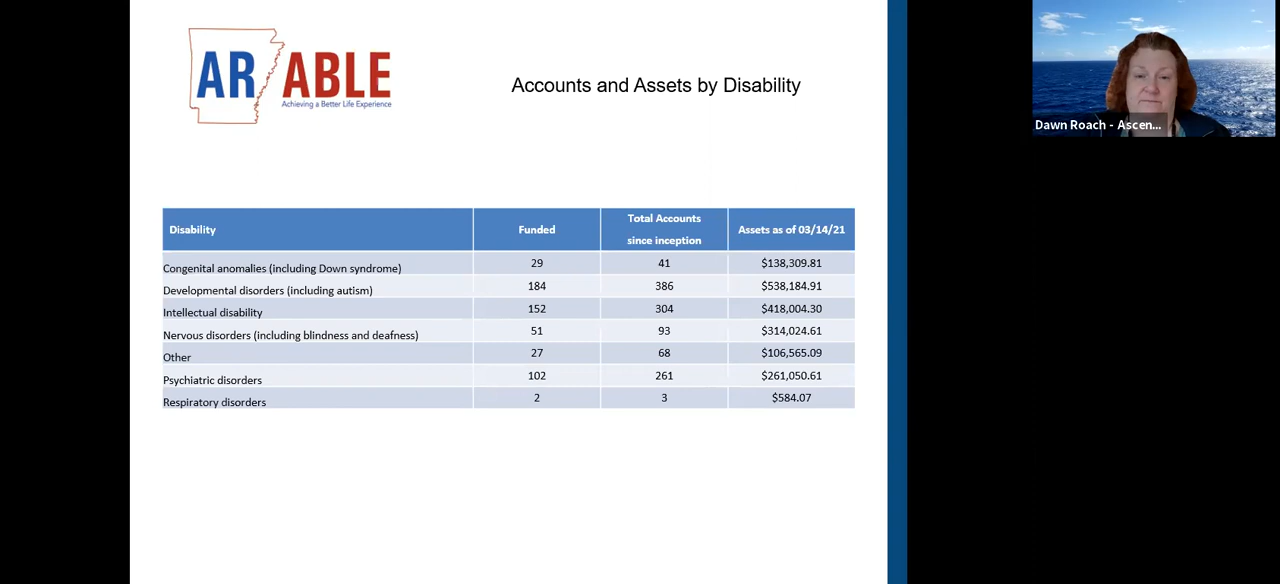 AR ABLE
Achieving a Better Life Experience
Accounts and Assets by Disability
Dawn Roach - Ascen...
Disability Funded Total Accounts since inception Assets as of 03/14/21
Congenital anomalies (including Down syndrome) 29 41 $138,309.81
Developmental disorders (including autism) 184 386 $538,184.91
Intellectual disability 152 304 $418,004.30
Nervous disorders (including blindness and deafness) 51 93 $314,024.61
Other 27 68 $106,565.09
Psychiatric disorders 102 261 $261,050.61
Respiratory disorders 2 3 $584.07